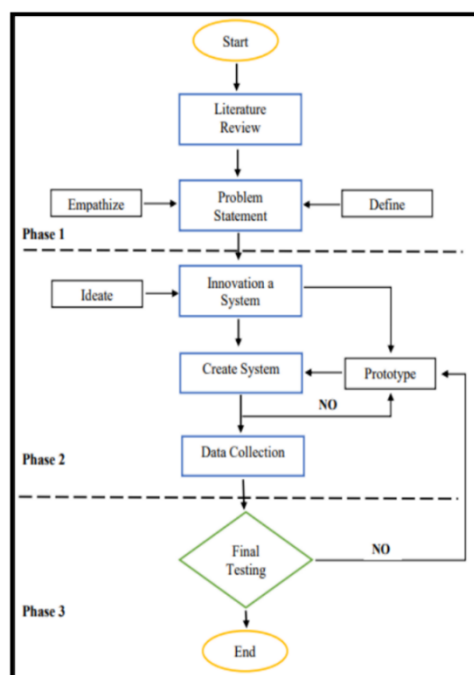 Start
Literature
Review
Empathize
Problem
Statement
Define
Phase 1
Ideate
Innovation a
System
Create System
Prototype
NO
Data Collection
Phase 2
Final
Testing
NO
Phase 3
End